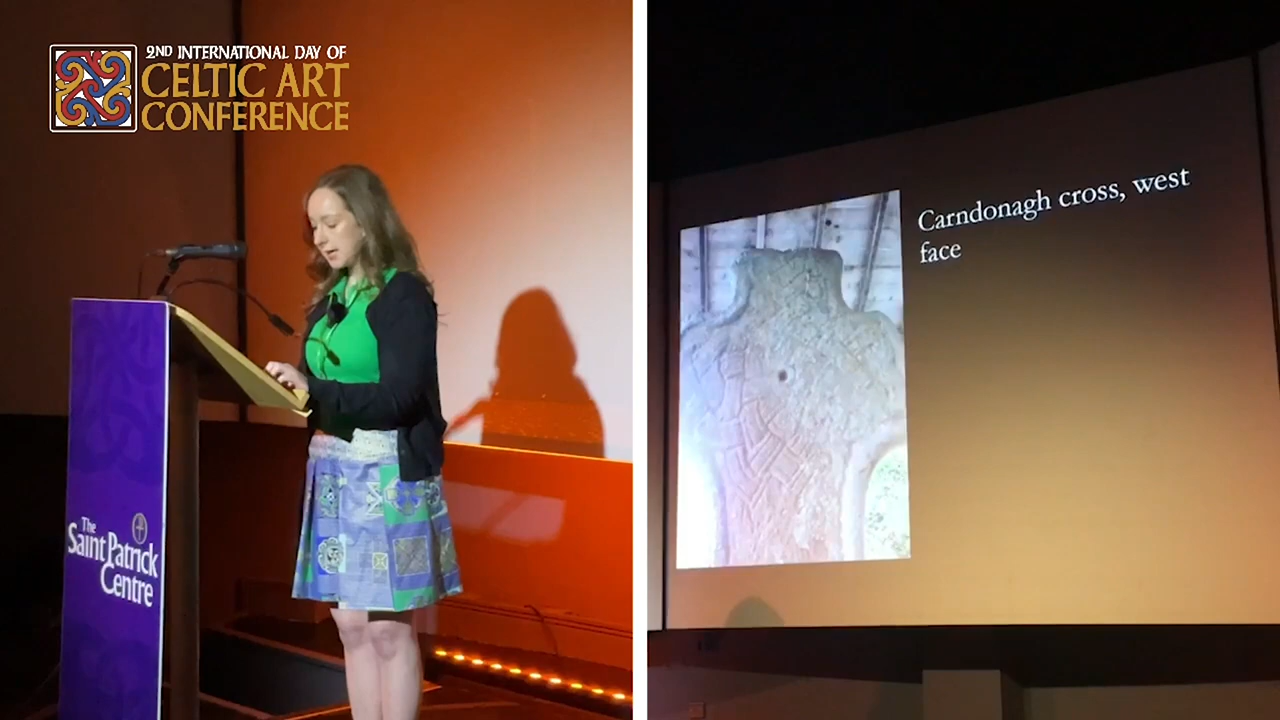 2ND INTERNATIONAL DAY OF
CELTIC ART
CONFERENCE
The
Saint Patrick
Centre
Carndonagh cross, west
face